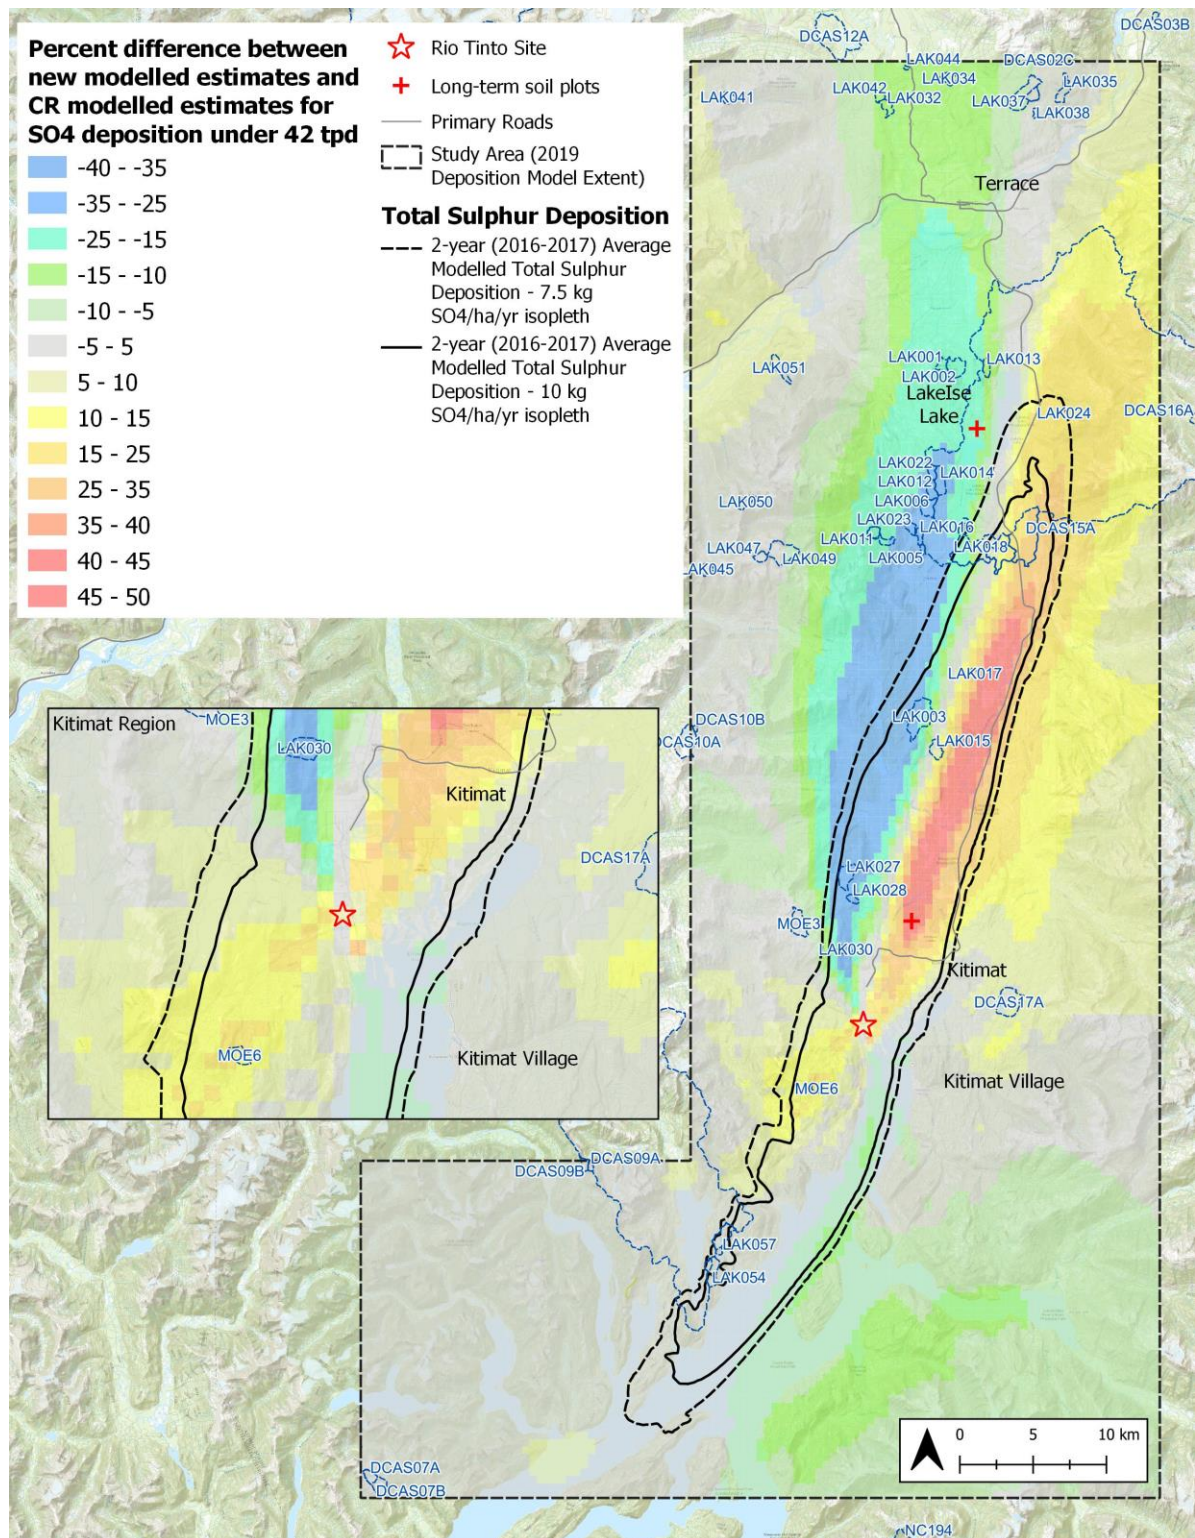 Percent difference between
new modelled estimates and
CR modelled estimates for
SO4 deposition under 42 tpd
-40 - -35
-35 - -25
-25 - -15
-15 - -10
-10 - -5
-5 - 5
5 - 10
10 - 15
15 - 25
25 - 35
35 - 40
40 - 45
45 - 50
Rio Tinto Site
Long-term soil plots
Primary Roads
Study Area (2019
Deposition Model Extent)
Total Sulphur Deposition
2-year (2016-2017) Average
Modelled Total Sulphur
Deposition - 7.5 kg
SO4/ha/yr isopleth
2-year (2016-2017) Average
Modelled Total Sulphur
Deposition - 10 kg
SO4/ha/yr isopleth
DCAS03B
DCAS12A
LAK044
DCAS02C
LAK034
LAK035
LAK042
LAK041
LAK032
LAK037
LAK038
Terrace
LAK001
LAK013
LAK051
LAK002
LakeIse
Lake
LAK024
DCAS16A
LAK022
LAK014
LAK012
LAK050
LAK006
LAK023
LAK016
DCAS15A
LAK011
LAK018
LAK047
LAK049
LAK005
LAK045
LAK017
LAK003
DCAS10B
DCAS10A
LAK015
LAK027
LAK028
MOE3
LAK030
Kitimat
DCAS17A
MOE6
Kitimat Village
DCAS09A
DCAS09B
LAK057
LAK054
DCAS07A
DCAS07B
NC194
Kitimat Region
MOE3
LAK030
Kitimat
DCAS17A
MOE6
Kitimat Village
0 5 10 km